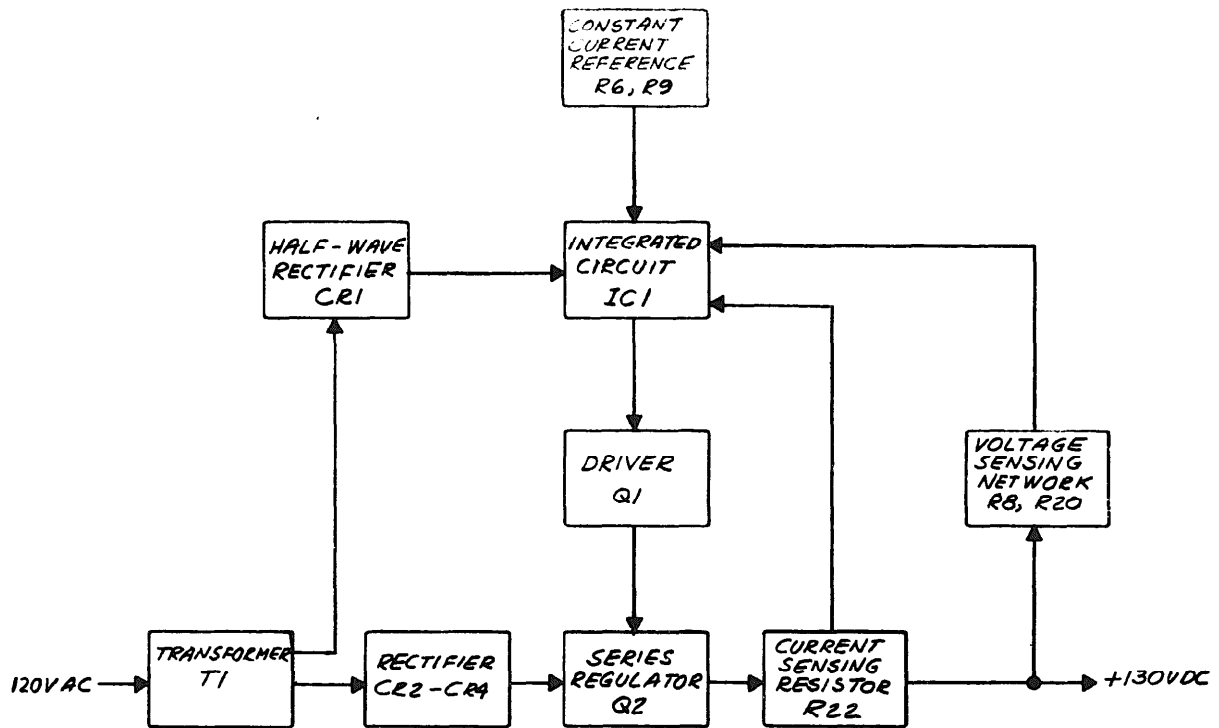 CONSTANT
CURRENT
REFERENCE
R6, R9
HALF-WAVE
RECTIFIER
CR1
INTEGRATED
CIRCUIT
IC1
DRIVER
Q1
VOLTAGE
SENSING
NETWORK
R8, R20
120VAC
TRANSFORMER
T1
RECTIFIER
CR2-CR4
SERIES
REGULATOR
Q2
CURRENT
SENSING
RESISTOR
R22
+130VDC